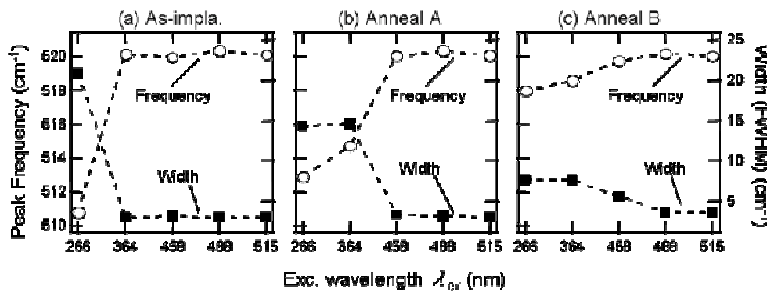 (a) As-impla.
(b) Anneal A
(c) Anneal B
Peak Frequency (cm-1)
620
518
516
514
512
510
Frequency
Width
Frequency
Width
Frequency
Width
25
20
15
10
5
Width (FWHM) (cm-1)
266 364 458 488 515
266 364 458 488 515
266 364 458 488 515
Exc. wavelength λex (nm)